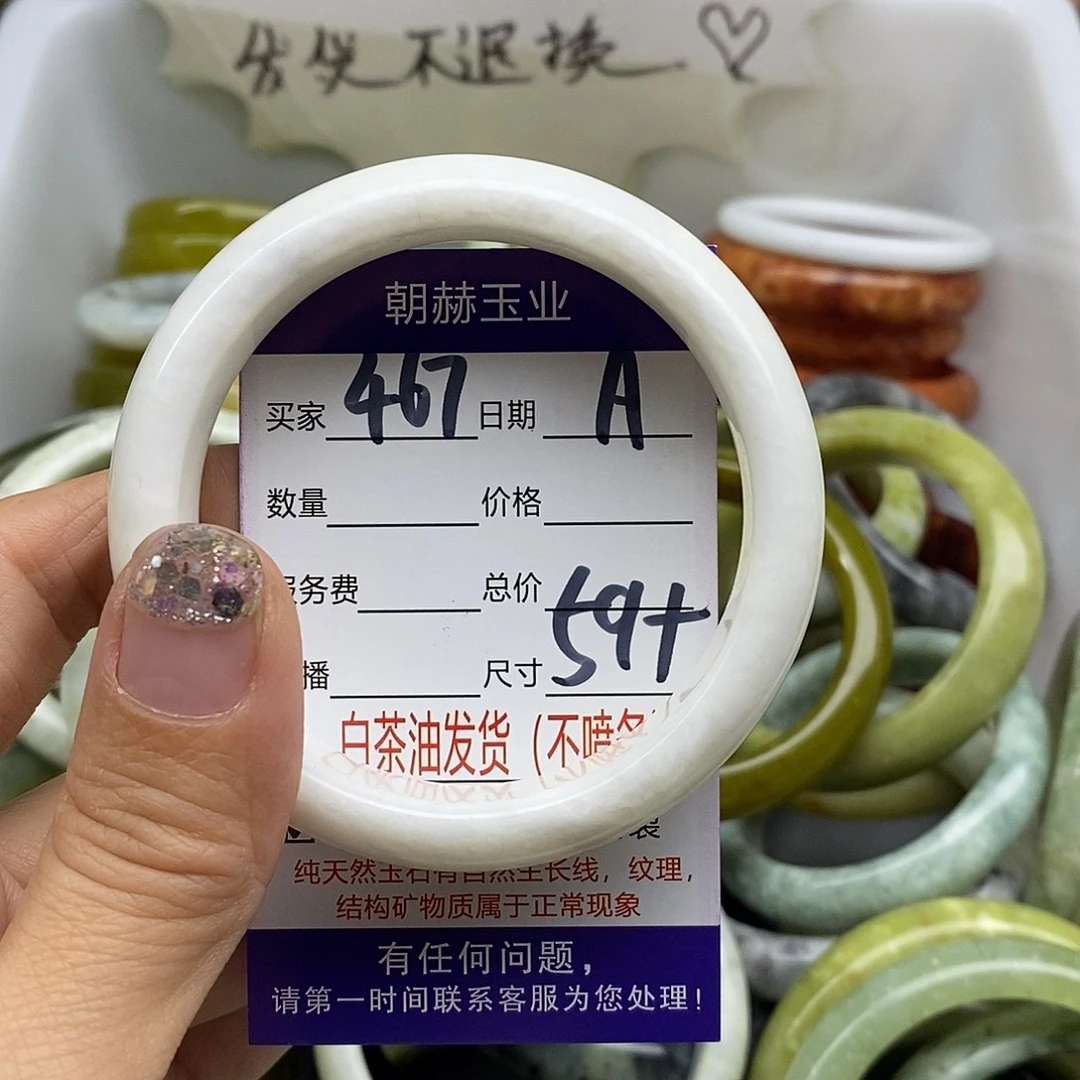 不退换
朝赫玉业
买家 467 日期 A
数量 价格
务费 总价
播 尺寸 59+
白茶油发货（不喷
纯天然玉石有自然生长线，纹理，
结构矿物质属于正常现象
有任何问题，
请第一时间联系客服为您处理！